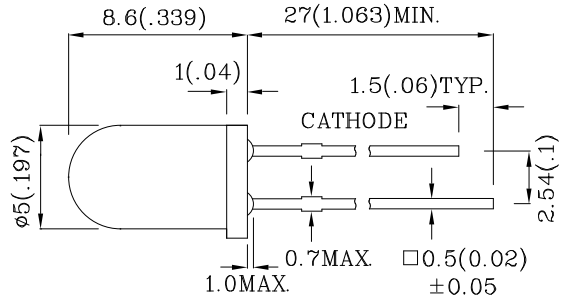 8.6(.339)
27(1.063)MIN.
1(.04)
1.5(.06)TYP.
CATHODE
ø5(.197)
2.54(.1)
0.7MAX.
□0.5(0.02)
±0.05
1.0MAX.